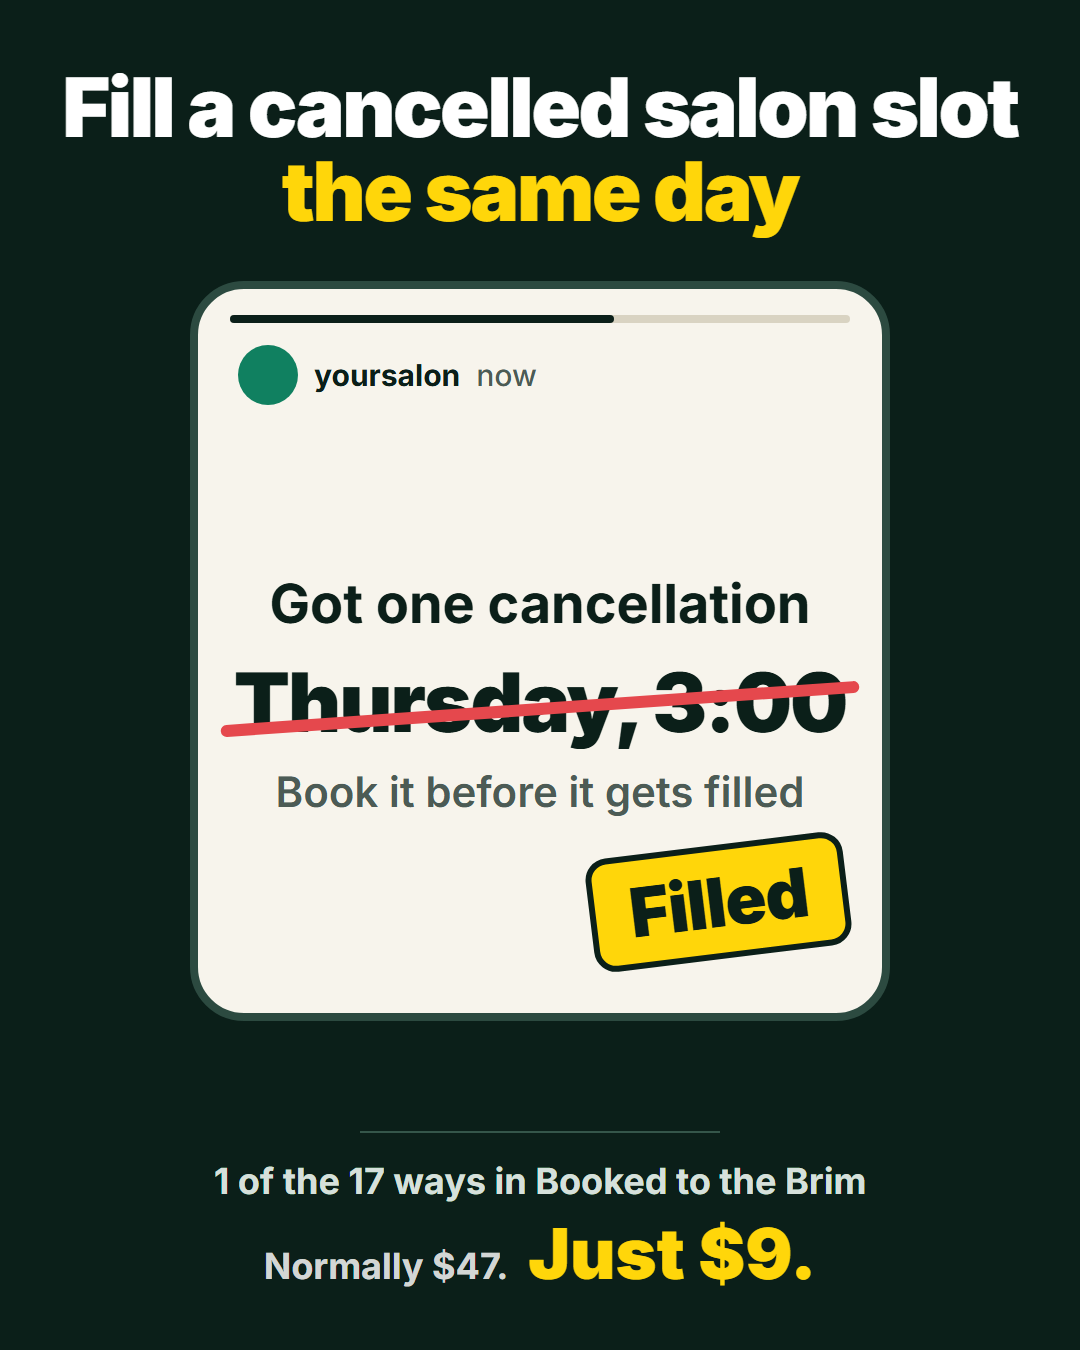 Fill a cancelled salon slot
the same day
yoursalon now
Got one cancellation
Thursday, 3:00
Book it before it gets filled
Filled
1 of the 17 ways in Booked to the Brim
Normally $47. Just $9.